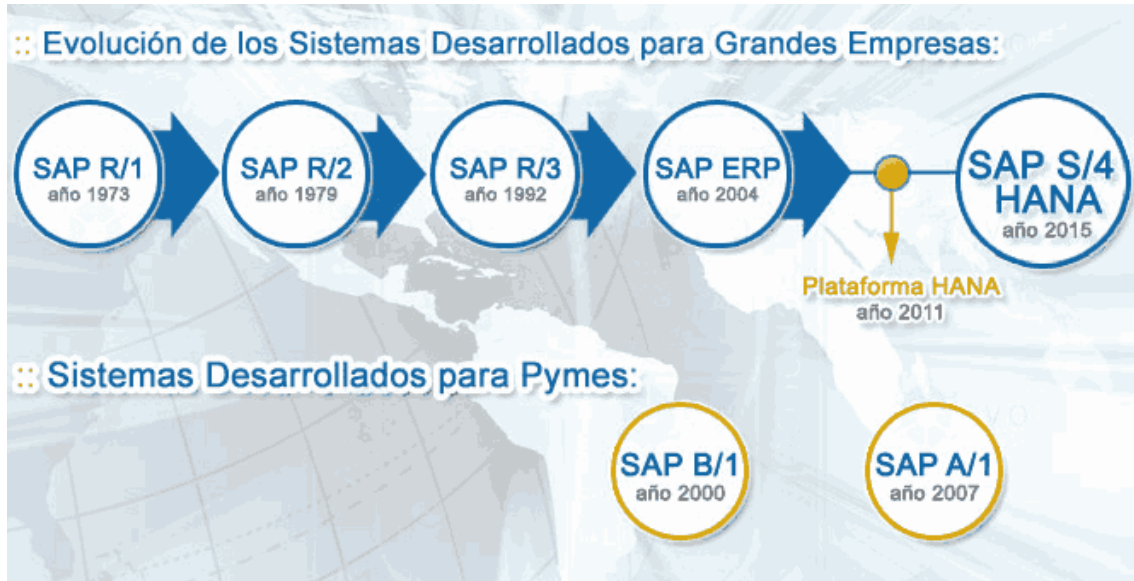 :: Evolución de los Sistemas Desarrollados para Grandes Empresas:
SAP R/1
año 1973
SAP R/2
año 1979
SAP R/3
año 1992
SAP ERP
año 2004
SAP S/4
HANA
año 2015
Plataforma HANA
año 2011
:: Sistemas Desarrollados para Pymes:
SAP B/1
año 2000
SAP A/1
año 2007